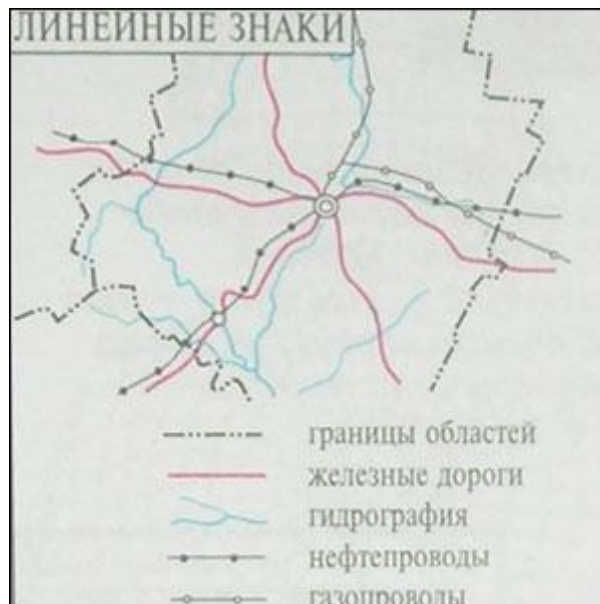 ЛИНЕЙНЫЕ ЗНАКИ
границы областей
железные дороги
гидрография
нефтепроводы
газопроводы